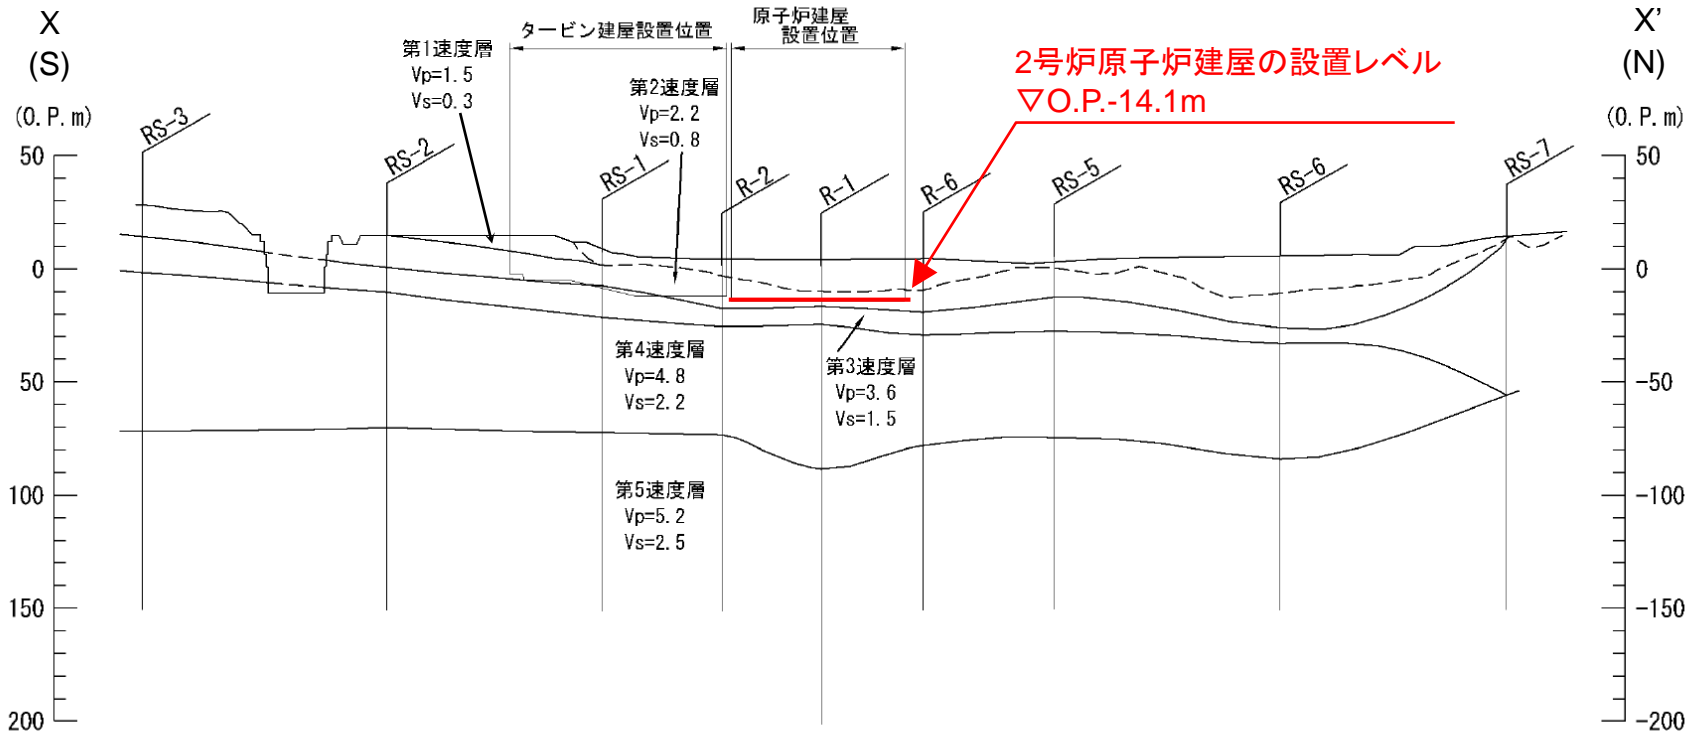 X
(S)
(O.P.m)
タービン建屋設置位置
原子炉建屋
設置位置
X’
(N)
(O.P.m)
第1速度層
Vp=1.5
Vs=0.3
第2速度層
Vp=2.2
Vs=0.8
2号炉原子炉建屋の設置レベル
▽O.P.-14.1m
RS-3
RS-2
RS-1
R-2
R-1
R-6
RS-5
RS-6
RS-7
50
0
50
100
150
200
50
0
-50
-100
-150
-200
第4速度層
Vp=4.8
Vs=2.2
第3速度層
Vp=3.6
Vs=1.5
第5速度層
Vp=5.2
Vs=2.5